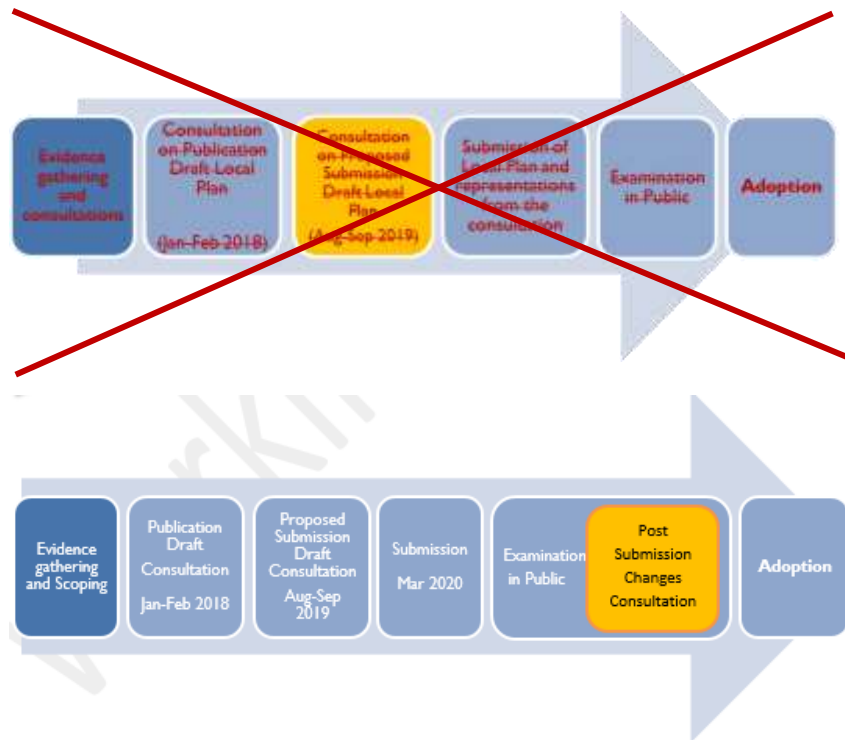 Evidence
gathering
and
consultations
Consultation
on Publication
Draft Local
Plan
(Jan-Feb 2018)
Consultation
on Proposed
Submission
Draft Local
Plan
(Aug-Sep 2019)
Submission of
Local Plan and
representations
from the
consultation
Examination
in Public
Adoption
Evidence
gathering
and Scoping
Publication
Draft
Consultation
Jan-Feb 2018
Proposed
Submission
Draft
Consultation
Aug-Sep
2019
Submission
Mar 2020
Examination
in Public
Post
Submission
Changes
Consultation
Adoption